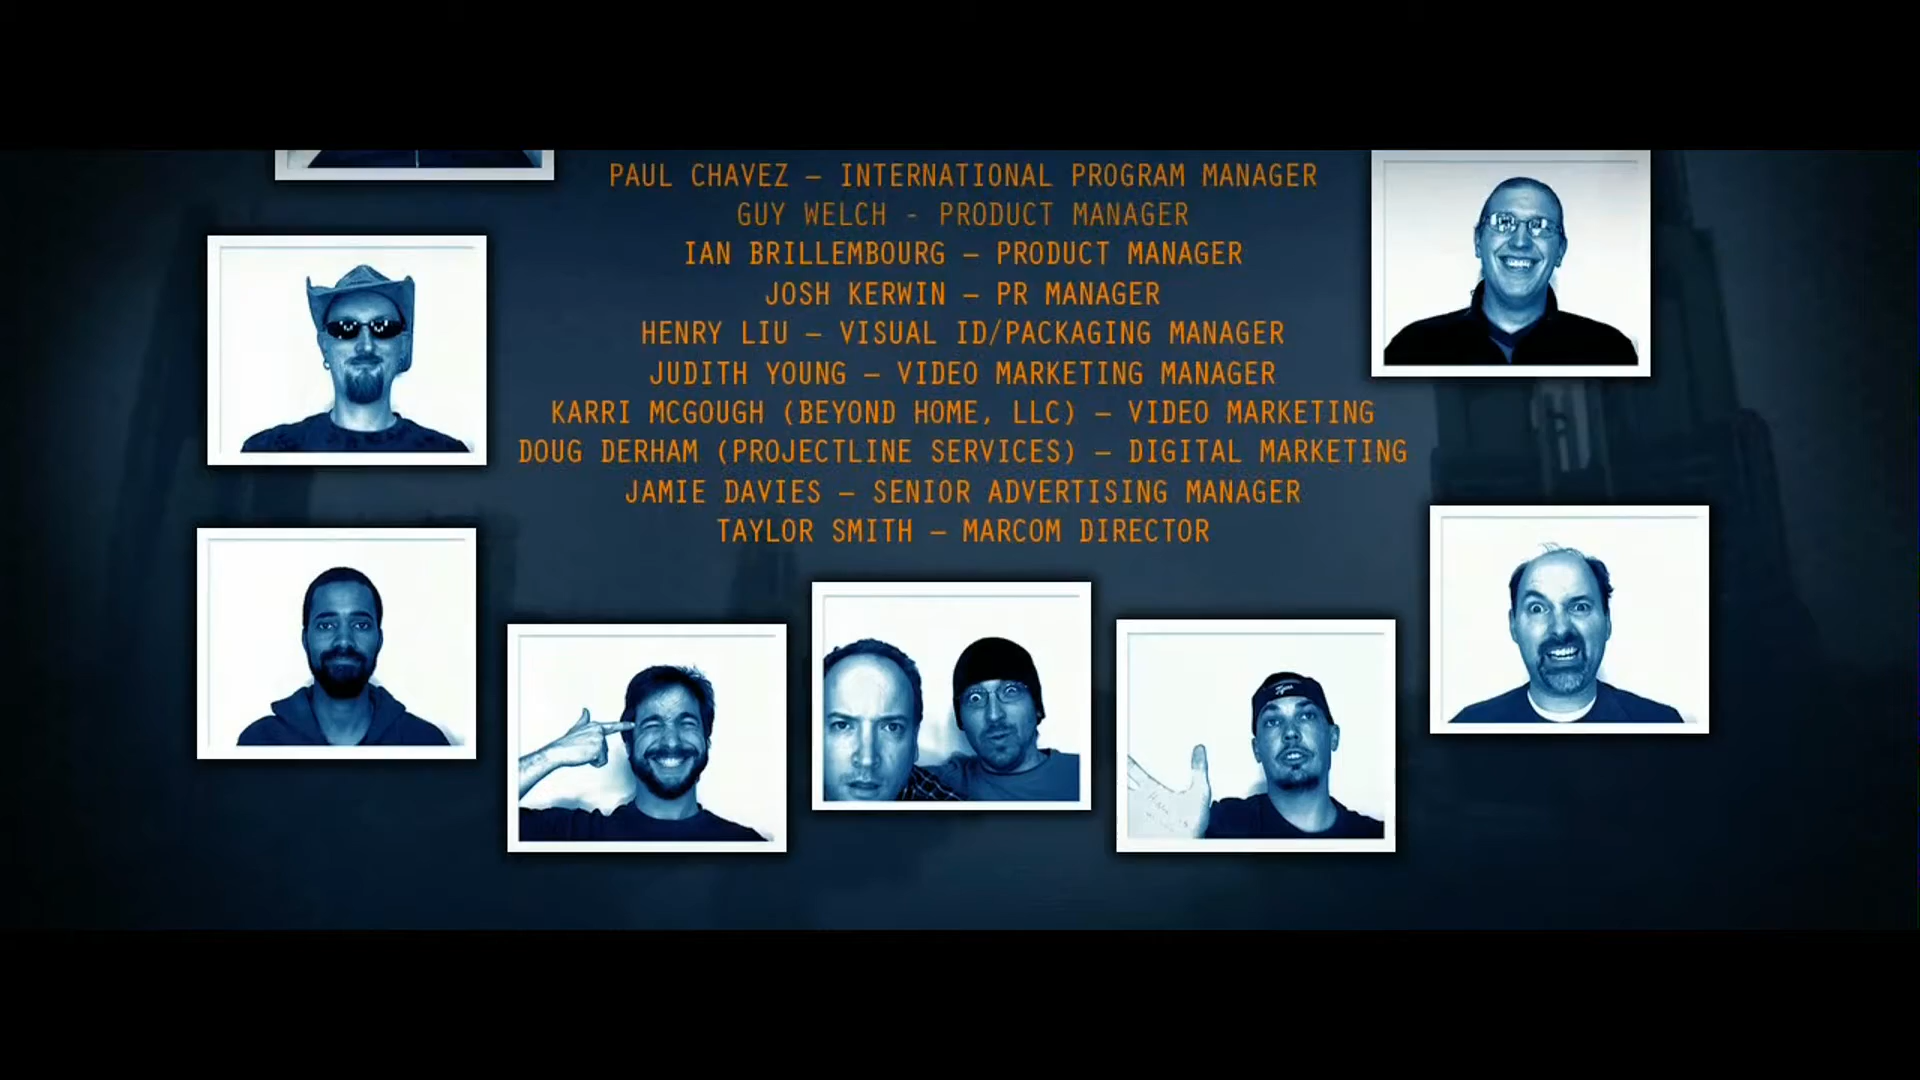 PAUL CHAVEZ – INTERNATIONAL PROGRAM MANAGER
GUY WELCH - PRODUCT MANAGER
IAN BRILLEMBOURG – PRODUCT MANAGER
JOSH KERWIN – PR MANAGER
HENRY LIU – VISUAL ID/PACKAGING MANAGER
JUDITH YOUNG – VIDEO MARKETING MANAGER
KARRI MCGOUGH (BEYOND HOME, LLC) – VIDEO MARKETING
DOUG DERHAM (PROJECTLINE SERVICES) – DIGITAL MARKETING
JAMIE DAVIES – SENIOR ADVERTISING MANAGER
TAYLOR SMITH – MARCOM DIRECTOR